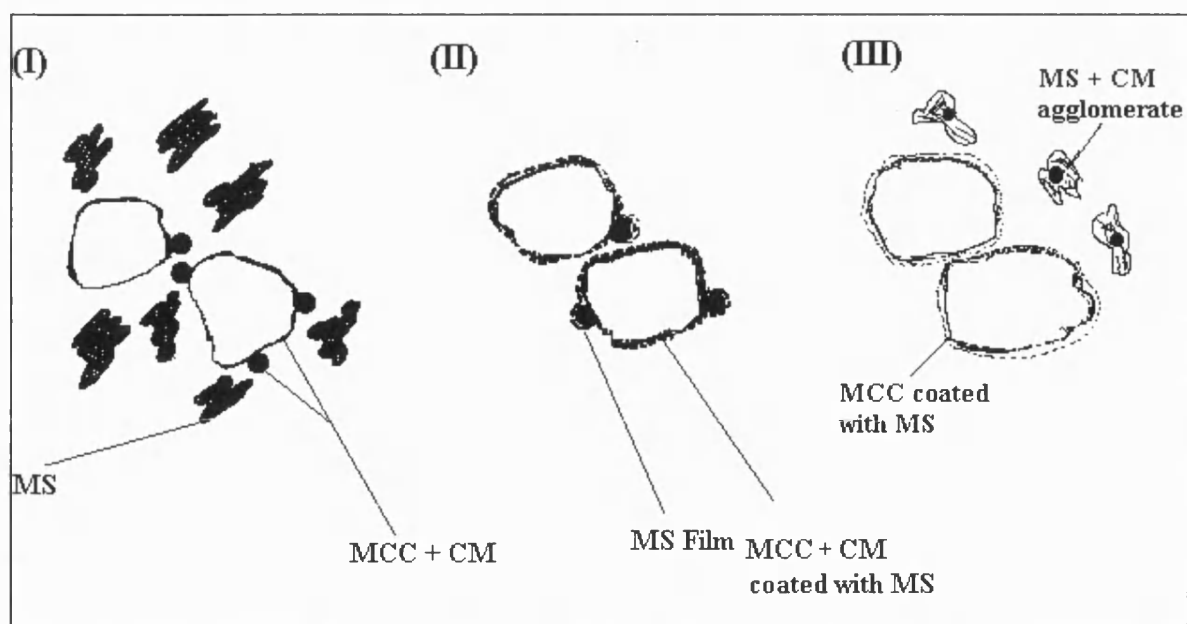 (I)
(II)
(III)
MS + CM
agglomerate
MCC coated
with MS
MS
MCC + CM
MS Film
MCC + CM
coated with MS